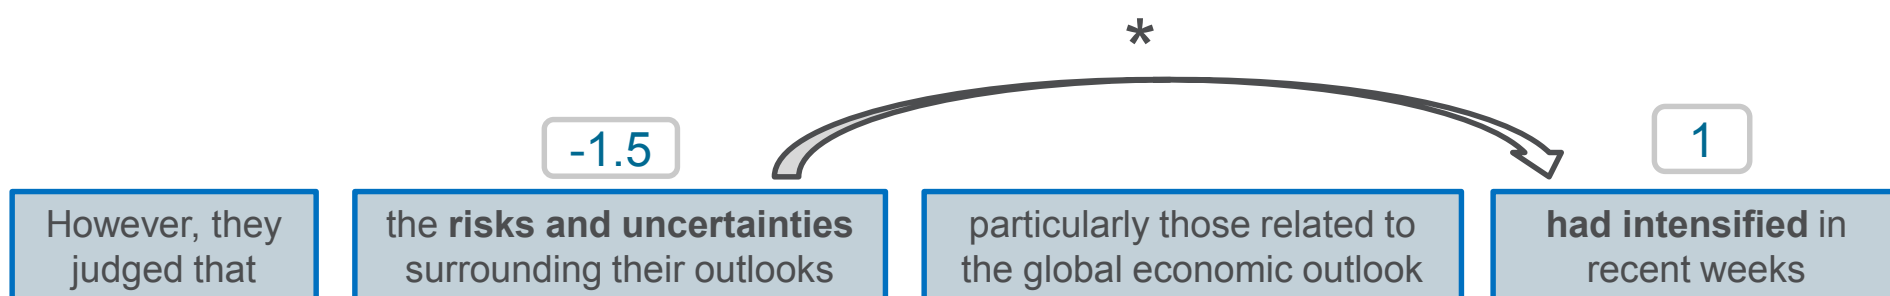 *
-1.5
1
However, they
judged that
the risks and uncertainties
surrounding their outlooks
particularly those related to
the global economic outlook
had intensified in
recent weeks